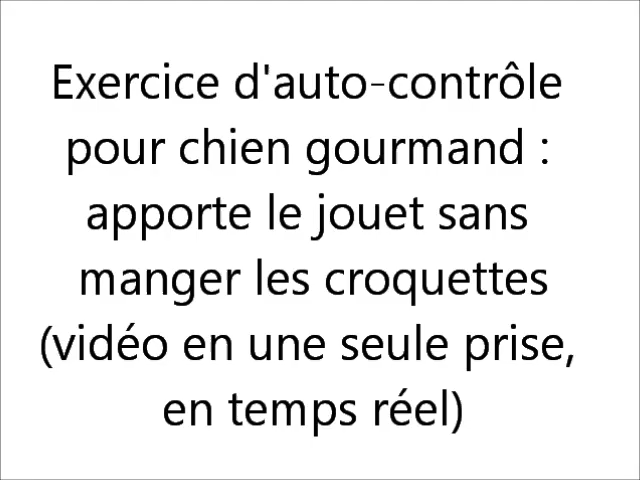 Exercice d'auto-contrôle
pour chien gourmand :
apporte le jouet sans
manger les croquettes
(vidéo en une seule prise,
en temps réel)